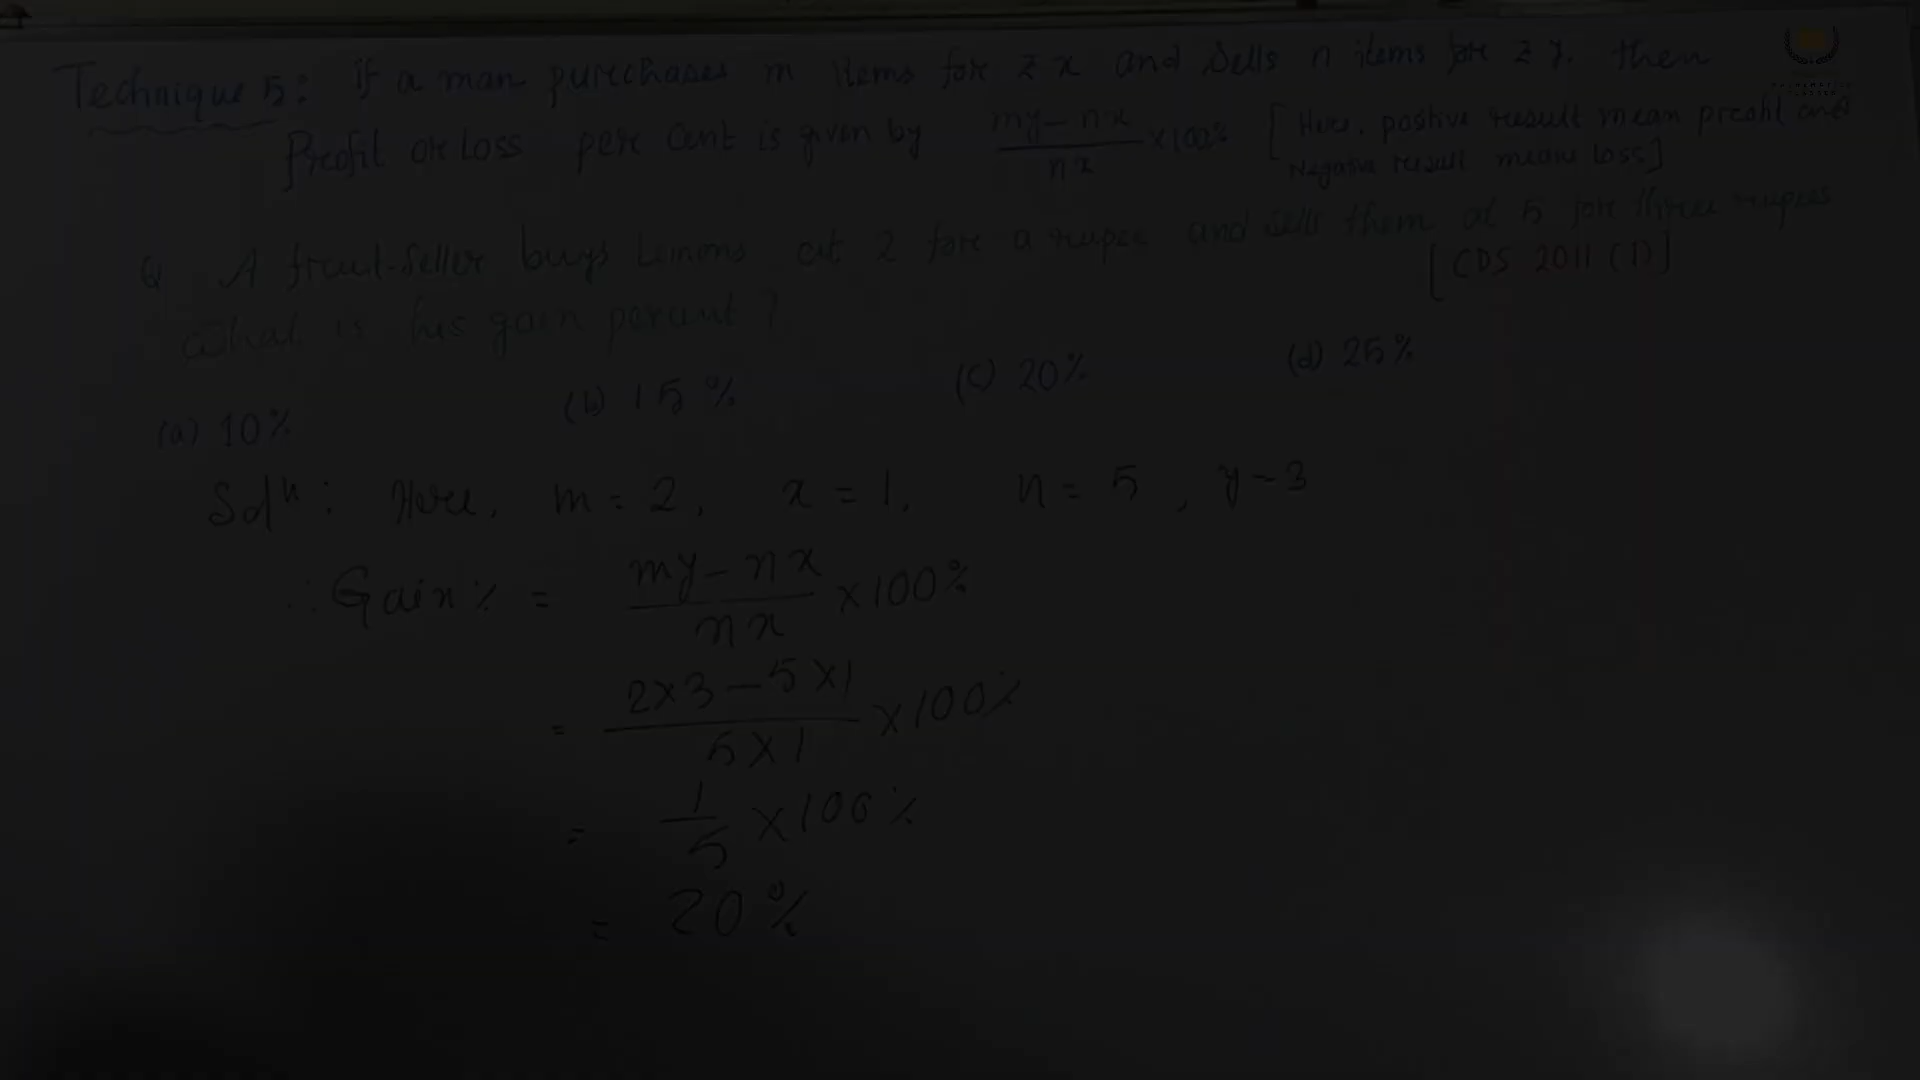 Technique 5: If a man purchases m items for ₹ x and sells n items for ₹ y. then
Profit or Loss per cent is given by my-nx/nx ×100% [Here, postive result mean profit and
Negative result means loss]
Q A fruit-Seller buys Lemons at 2 for a rupee and sells them at 5 for three rupees
[CDS 2011 (1)]
What is his gain percent?
(a) 10% (b) 15% (c) 20% (d) 25%
Solⁿ: Here, m = 2, x = 1, n = 5, y - 3
∴ Gain% = my-nx/nx ×100%
= 2×3-5×1/5×1 ×100%
= 1/5 ×100%
= 20%